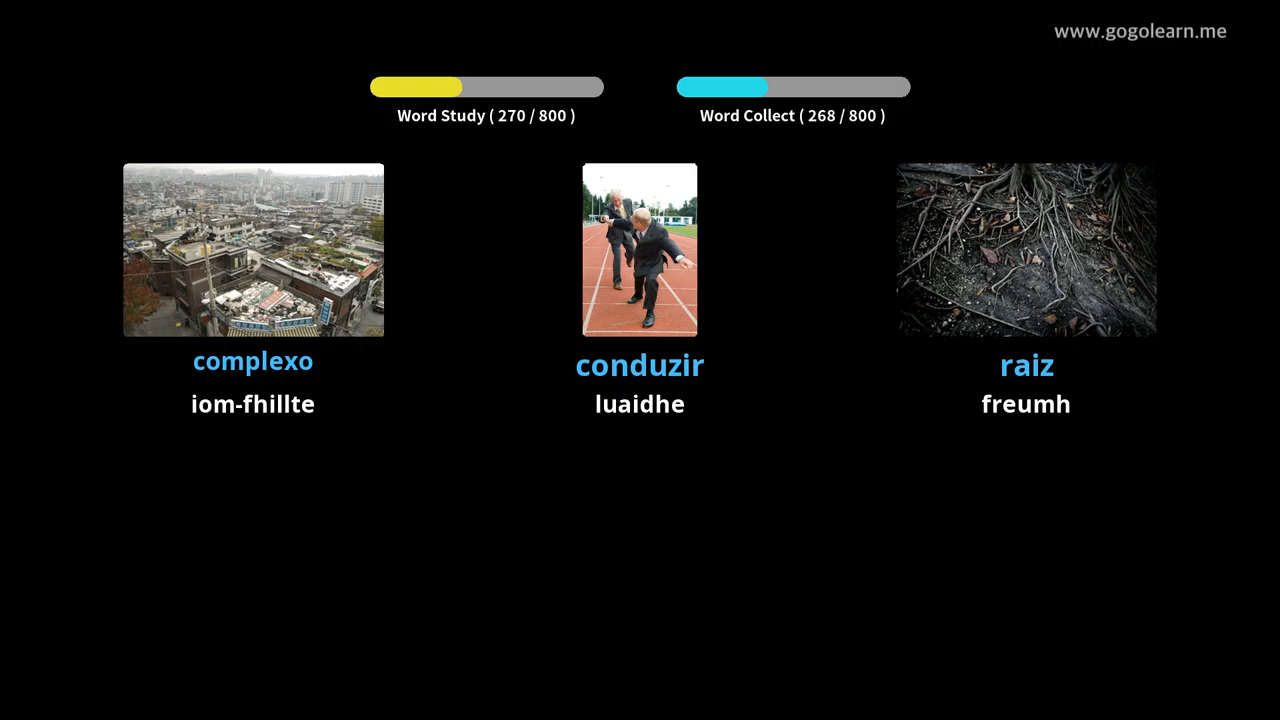 www.gogolearn.me
Word Study ( 270 / 800 )
Word Collect ( 268 / 800 )
complexo
conduzir
raiz
iom-fhillte
luaidhe
freumh